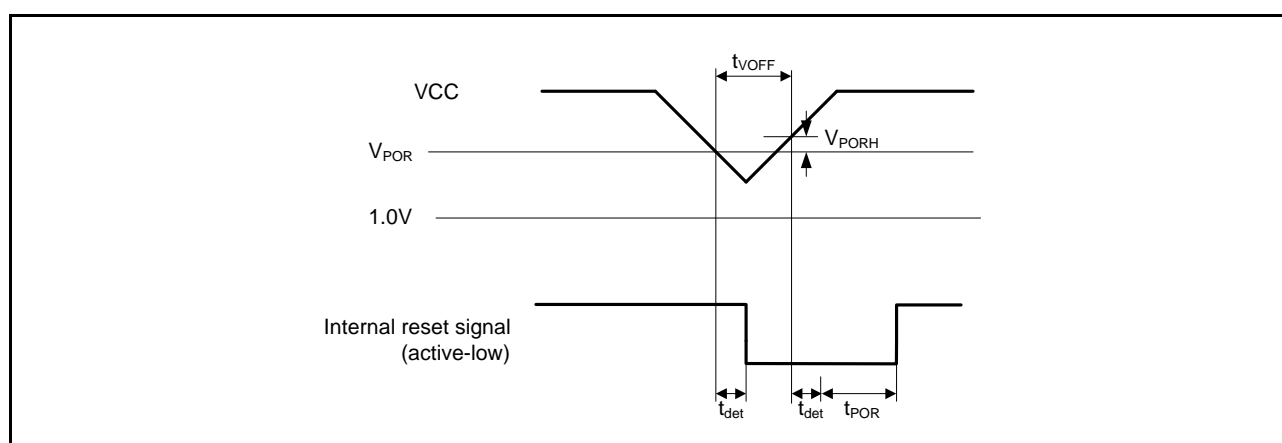 tVOFF
VCC
VPORH
VPOR
1.0V
Internal reset signal
(active-low)
tdet
tdet
tPOR